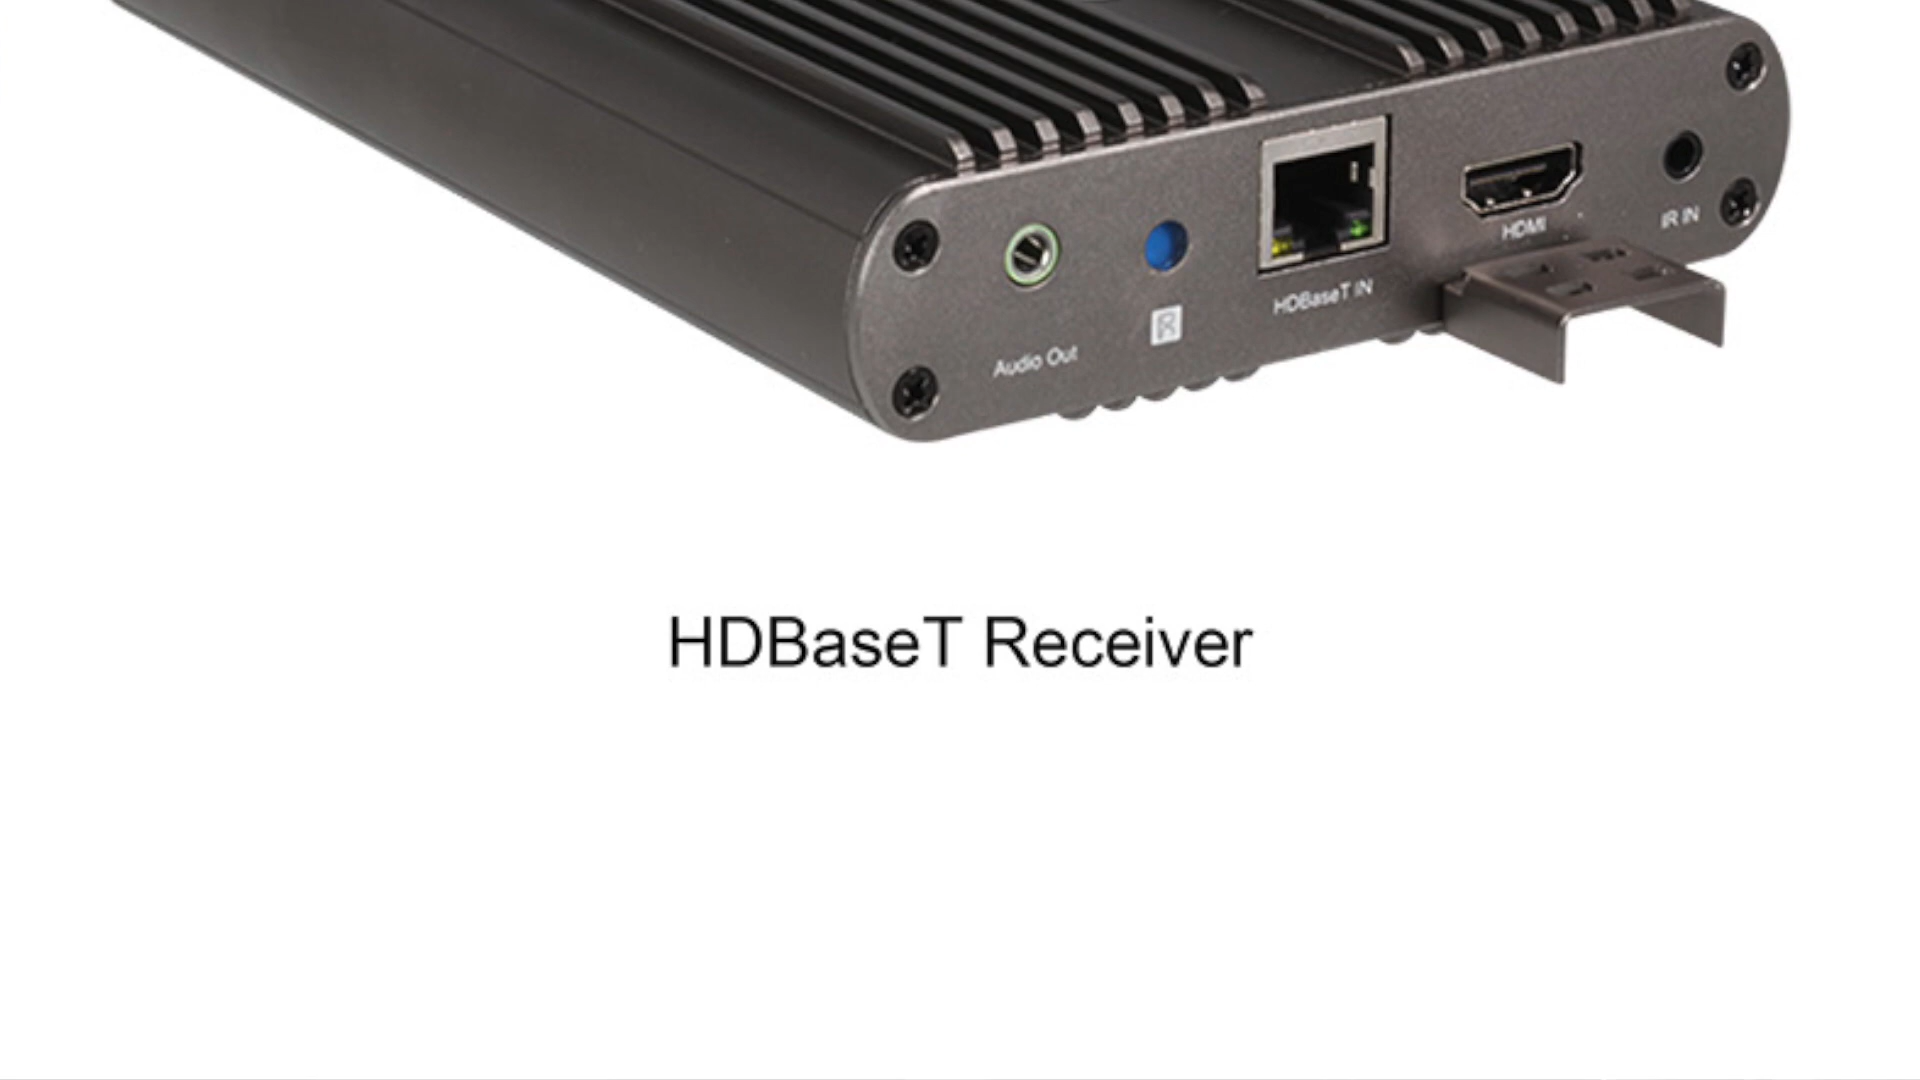 Audio Out
R
HDBaseT IN
HDMI
IR IN
HDBaseT Receiver